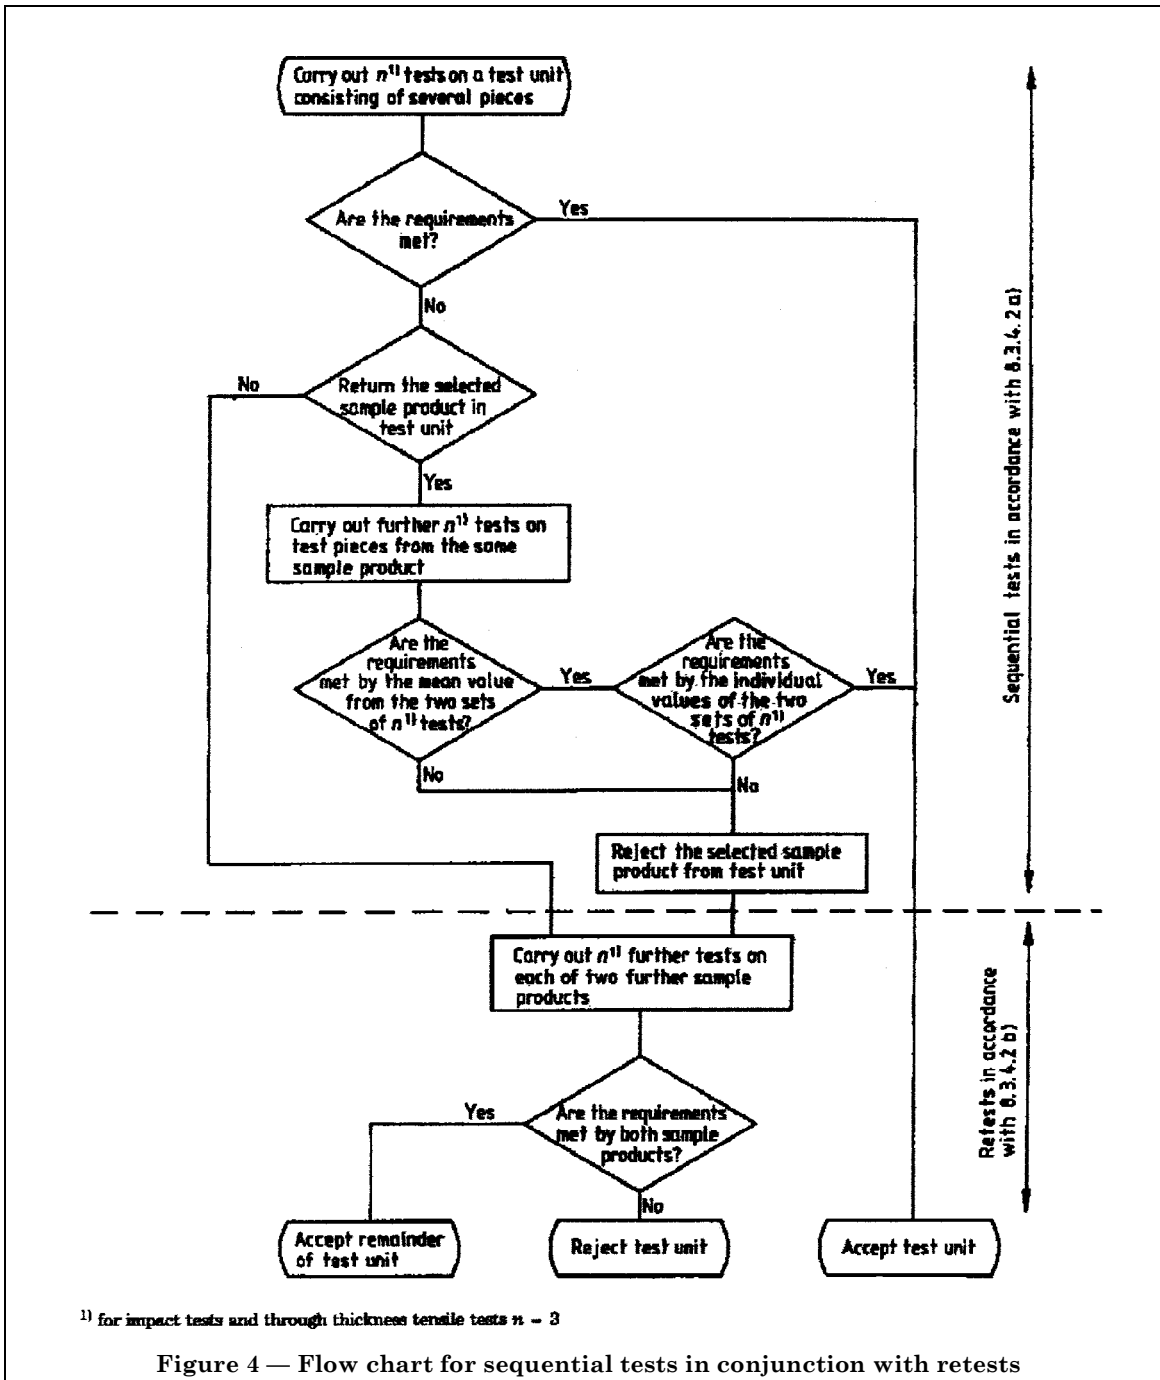 Carry out n¹⁾ tests on a test unit
consisting of several pieces
Are the requirements
met?
Yes
No
Return the selected
sample product in
test unit
No
Yes
Carry out further n¹⁾ tests on
test pieces from the same
sample product
Are the
requirements
met by the mean value
from the two sets
of n¹⁾ tests?
Yes
Are the
requirements
met by the individual
values of the two
sets of n¹⁾
tests?
Yes
No
No
Reject the selected sample
product from test unit
Sequential tests in accordance with 8.3.4.2 a)
Carry out n¹⁾ further tests on
each of two further sample
products
Are the requirements
met by both sample
products?
Yes
No
Retests in accordance
with 8.3.4.2 b)
Accept remainder
of test unit
Reject test unit
Accept test unit
¹⁾ for impact tests and through thickness tensile tests n = 3
Figure 4 — Flow chart for sequential tests in conjunction with retests